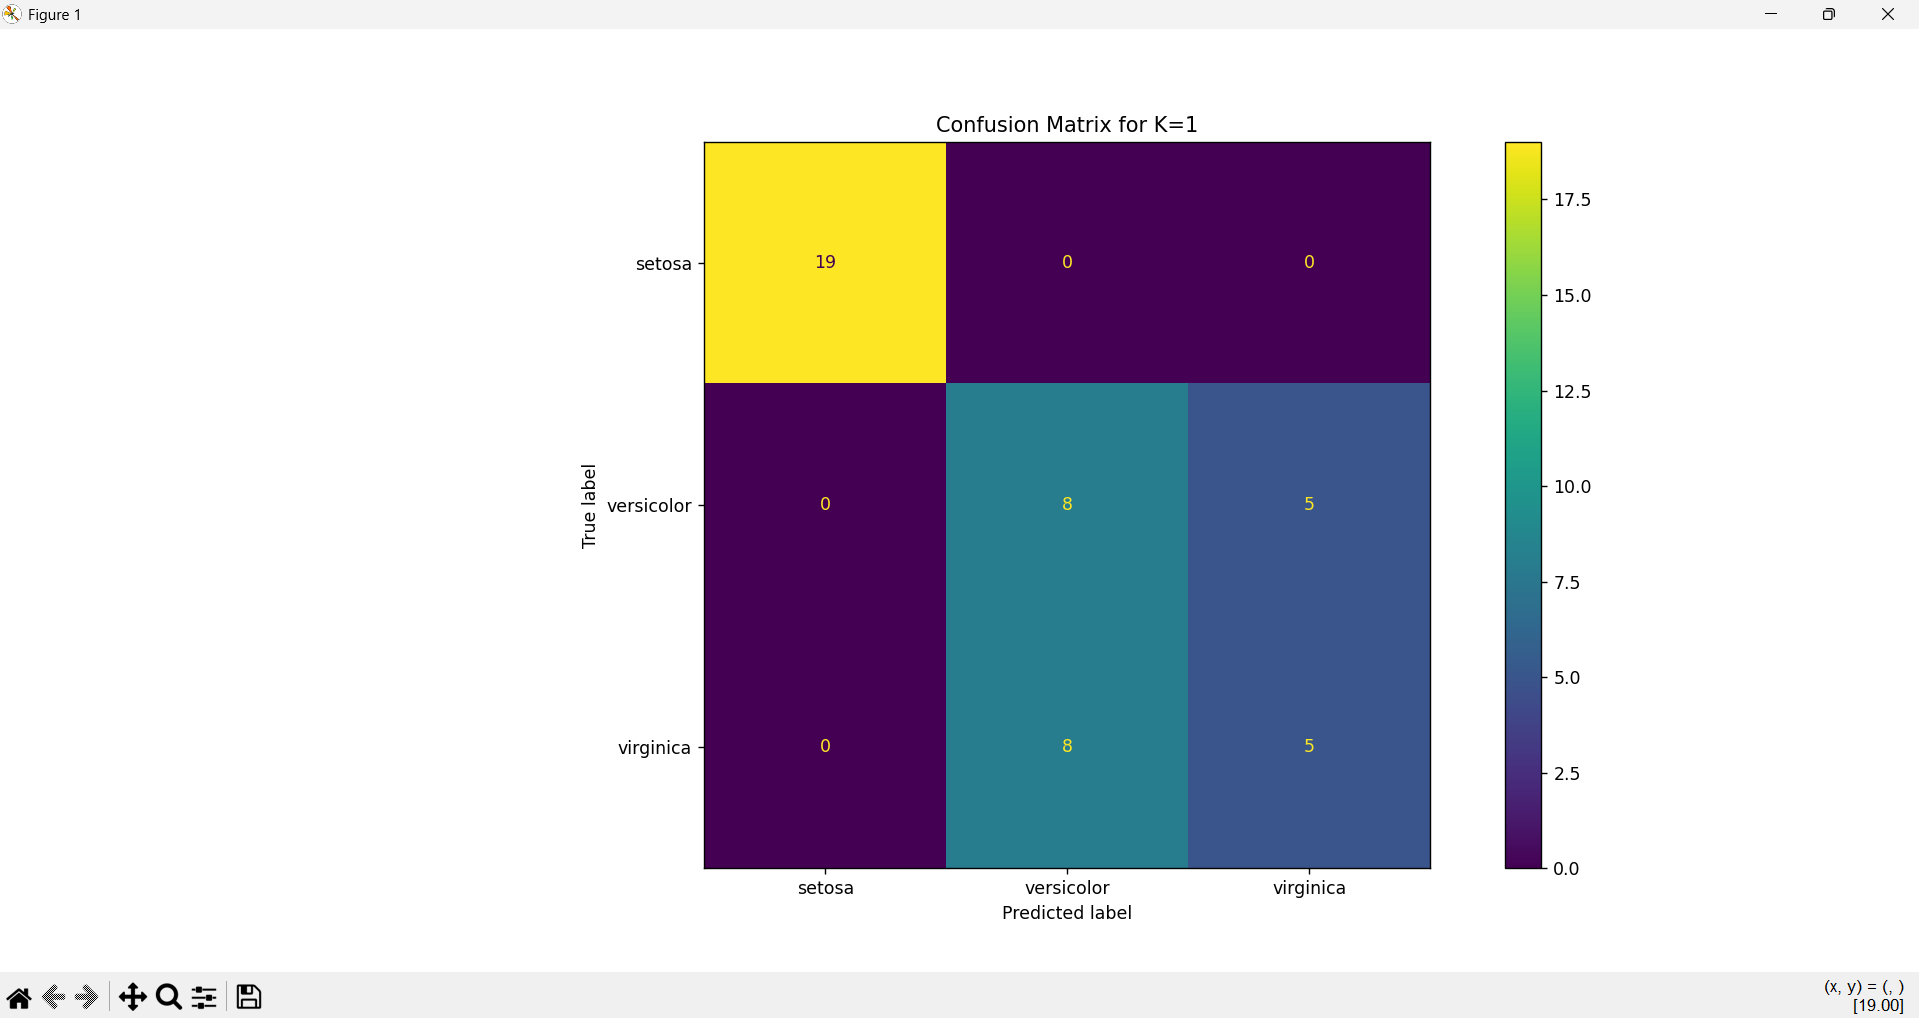 Figure 1
Confusion Matrix for K=1
setosa 19 0 0
versicolor 0 8 5
virginica 0 8 5
True label
setosa versicolor virginica
Predicted label
17.5
15.0
12.5
10.0
7.5
5.0
2.5
0.0
(x, y) = (, )
[19.00]